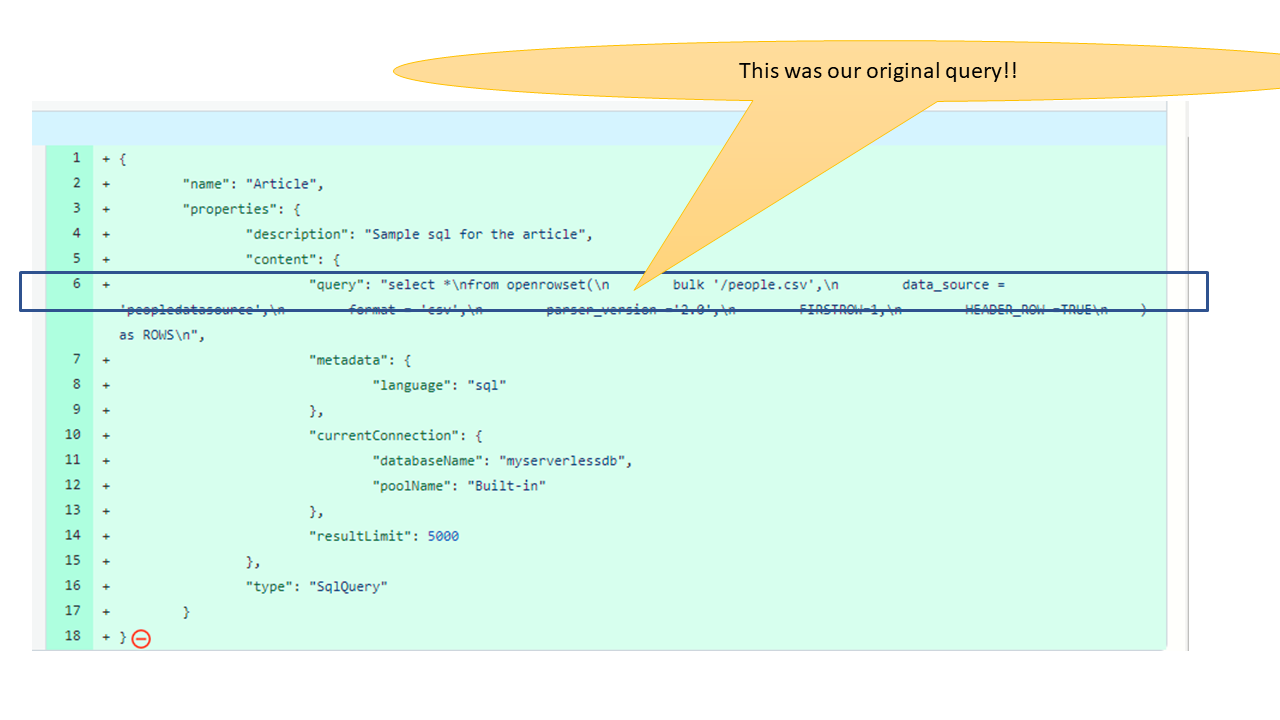 This was our original query!!
1 + {
2 + "name": "Article",
3 + "properties": {
4 + "description": "Sample sql for the article",
5 + "content": {
6 + "query": "select *\nfrom openrowset(\n bulk '/people.csv',\n data_source =
'peopledatasource',\n format = 'csv',\n parser_version ='2.0',\n FIRSTROW=1,\n HEADER_ROW =TRUE\n )
as ROWS\n",
7 + "metadata": {
8 + "language": "sql"
9 + },
10 + "currentConnection": {
11 + "databaseName": "myserverlessdb",
12 + "poolName": "Built-in"
13 + },
14 + "resultLimit": 5000
15 + },
16 + "type": "SqlQuery"
17 + }
18 + }